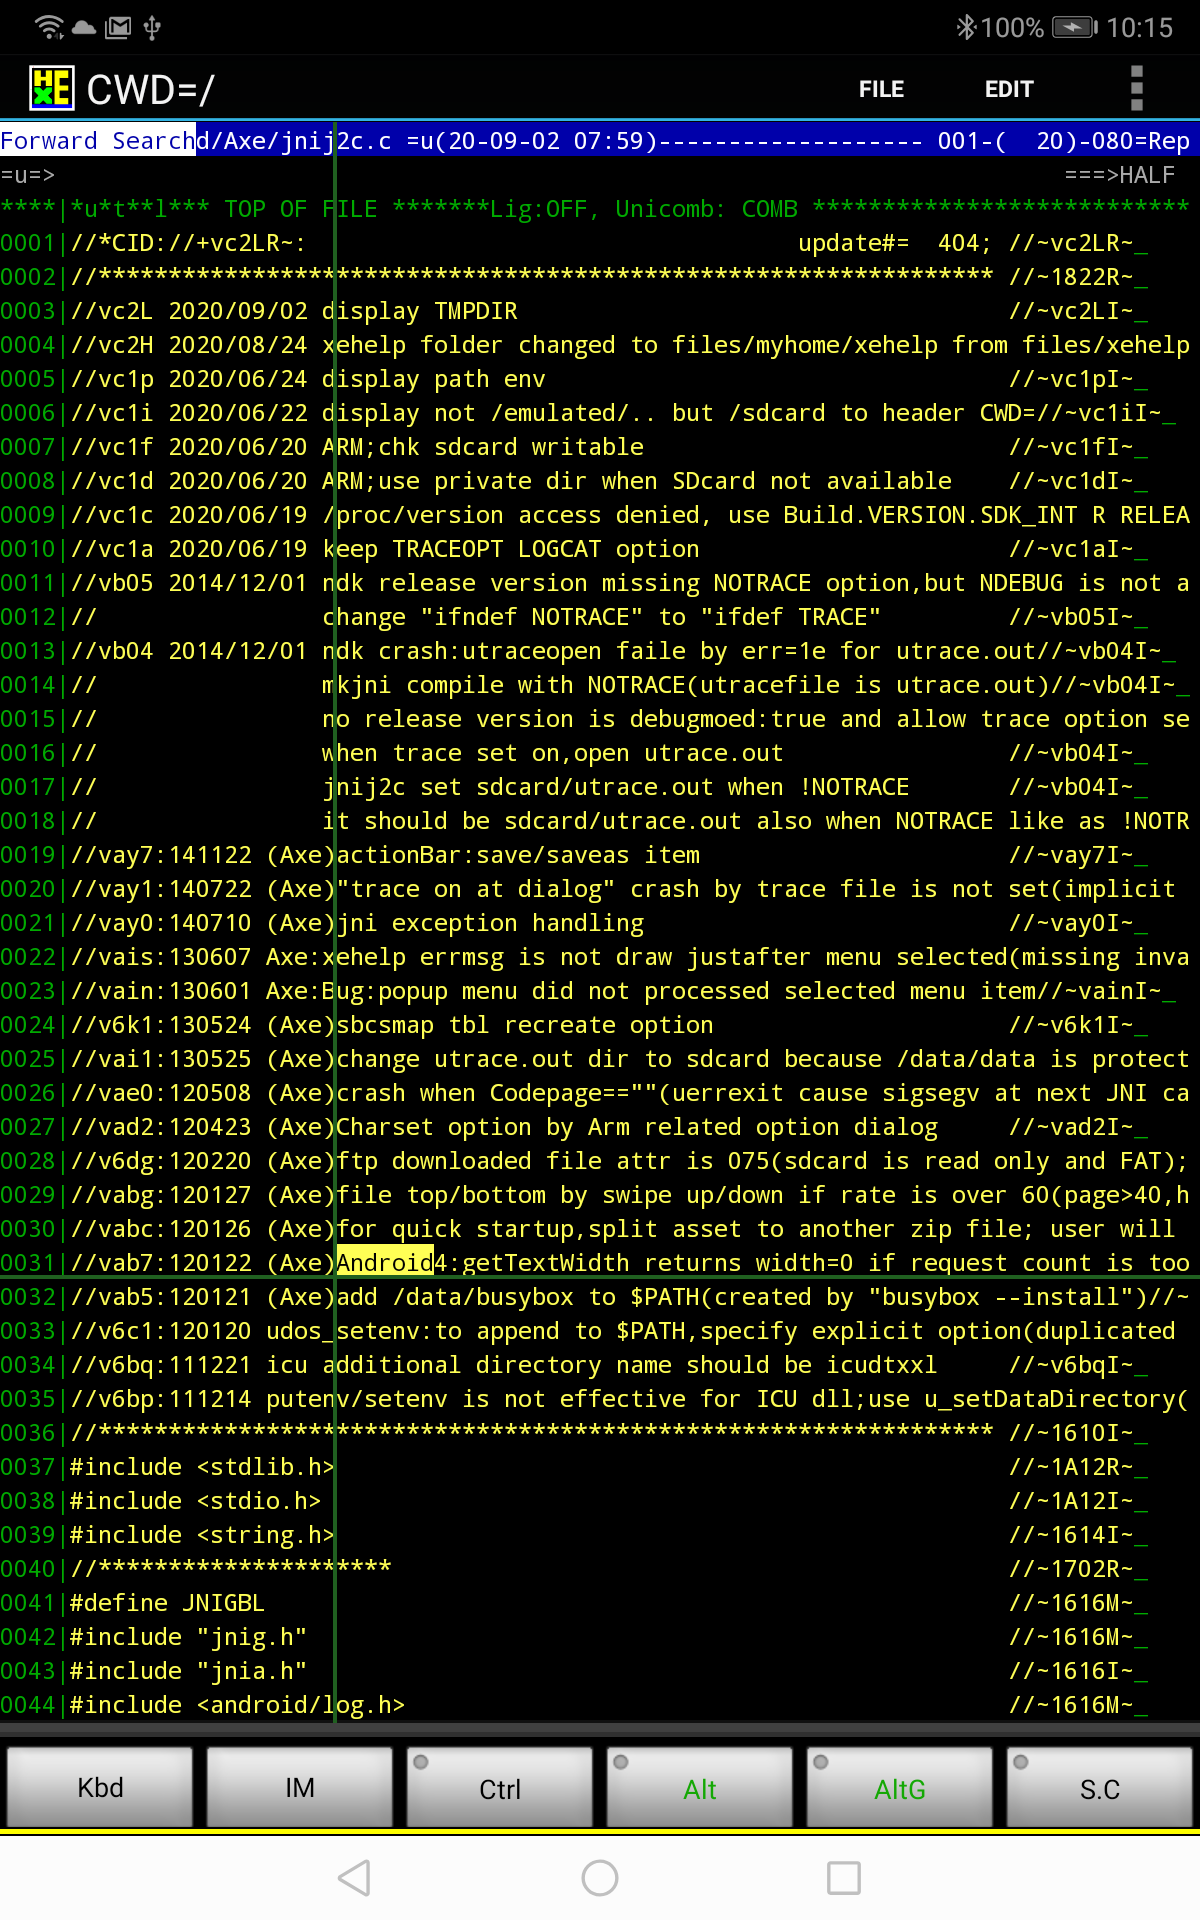 100% 10:15
HEX CWD=/ FILE EDIT
Forward Searchd/Axe/jnij2c.c =u(20-09-02 07:59)------------------- 001-(  20)-080=Rep
=u=> ===>HALF
****|*u*t**l*** TOP OF FILE *******Lig:OFF, Unicomb: COMB ***************************
0001|//*CID://+vc2LR~:                                   update#=  404; //~vc2LR~_
0002|//**************************************************************** //~1822R~_
0003|//vc2L 2020/09/02 display TMPDIR                                   //~vc2LI~_
0004|//vc2H 2020/08/24 xehelp folder changed to files/myhome/xehelp from files/xehelp
0005|//vc1p 2020/06/24 display path env                                 //~vc1pI~_
0006|//vc1i 2020/06/22 display not /emulated/.. but /sdcard to header CWD=//~vc1iI~_
0007|//vc1f 2020/06/20 ARM;chk sdcard writable                          //~vc1fI~_
0008|//vc1d 2020/06/20 ARM;use private dir when SDcard not available    //~vc1dI~_
0009|//vc1c 2020/06/19 /proc/version access denied, use Build.VERSION.SDK_INT R RELEA
0010|//vc1a 2020/06/19 keep TRACEOPT LOGCAT option                      //~vc1aI~_
0011|//vb05 2014/12/01 ndk release version missing NOTRACE option,but NDEBUG is not a
0012|//                change "ifndef NOTRACE" to "ifdef TRACE"         //~vb05I~_
0013|//vb04 2014/12/01 ndk crash:utraceopen faile by err=1e for utrace.out//~vb04I~_
0014|//                mkjni compile with NOTRACE(utracefile is utrace.out)//~vb04I~_
0015|//                no release version is debugmoed:true and allow trace option se
0016|//                when trace set on,open utrace.out                //~vb04I~_
0017|//                jnij2c set sdcard/utrace.out when !NOTRACE       //~vb04I~_
0018|//                it should be sdcard/utrace.out also when NOTRACE like as !NOTR
0019|//vay7:141122 (Axe)actionBar:save/saveas item                      //~vay7I~_
0020|//vay1:140722 (Axe)"trace on at dialog" crash by trace file is not set(implicit
0021|//vay0:140710 (Axe)jni exception handling                          //~vay0I~_
0022|//vais:130607 Axe:xehelp errmsg is not draw justafter menu selected(missing inva
0023|//vain:130601 Axe:Bug:popup menu did not processed selected menu item//~vainI~_
0024|//v6k1:130524 (Axe)sbcsmap tbl recreate option                     //~v6k1I~_
0025|//vai1:130525 (Axe)change utrace.out dir to sdcard because /data/data is protect
0026|//vae0:120508 (Axe)crash when Codepage==""(uerrexit cause sigsegv at next JNI ca
0027|//vad2:120423 (Axe)Charset option by Arm related option dialog     //~vad2I~_
0028|//v6dg:120220 (Axe)ftp downloaded file attr is 075(sdcard is read only and FAT);
0029|//vabg:120127 (Axe)file top/bottom by swipe up/down if rate is over 60(page>40,h
0030|//vabc:120126 (Axe)for quick startup,split asset to another zip file; user will
0031|//vab7:120122 (Axe)Android4:getTextWidth returns width=0 if request count is too
0032|//vab5:120121 (Axe)add /data/busybox to $PATH(created by "busybox --install")//~
0033|//v6c1:120120 udos_setenv:to append to $PATH,specify explicit option(duplicated
0034|//v6bq:111221 icu additional directory name should be icudtxxl     //~v6bqI~_
0035|//v6bp:111214 putenv/setenv is not effective for ICU dll;use u_setDataDirectory(
0036|//**************************************************************** //~1610I~_
0037|#include <stdlib.h>                                                //~1A12R~_
0038|#include <stdio.h>                                                 //~1A12I~_
0039|#include <string.h>                                                //~1614I~_
0040|//*********************                                            //~1702R~_
0041|#define JNIGBL                                                     //~1616M~_
0042|#include "jnig.h"                                                  //~1616M~_
0043|#include "jnia.h"                                                  //~1616I~_
0044|#include <android/log.h>                                           //~1616M~_
Kbd IM Ctrl Alt AltG S.C